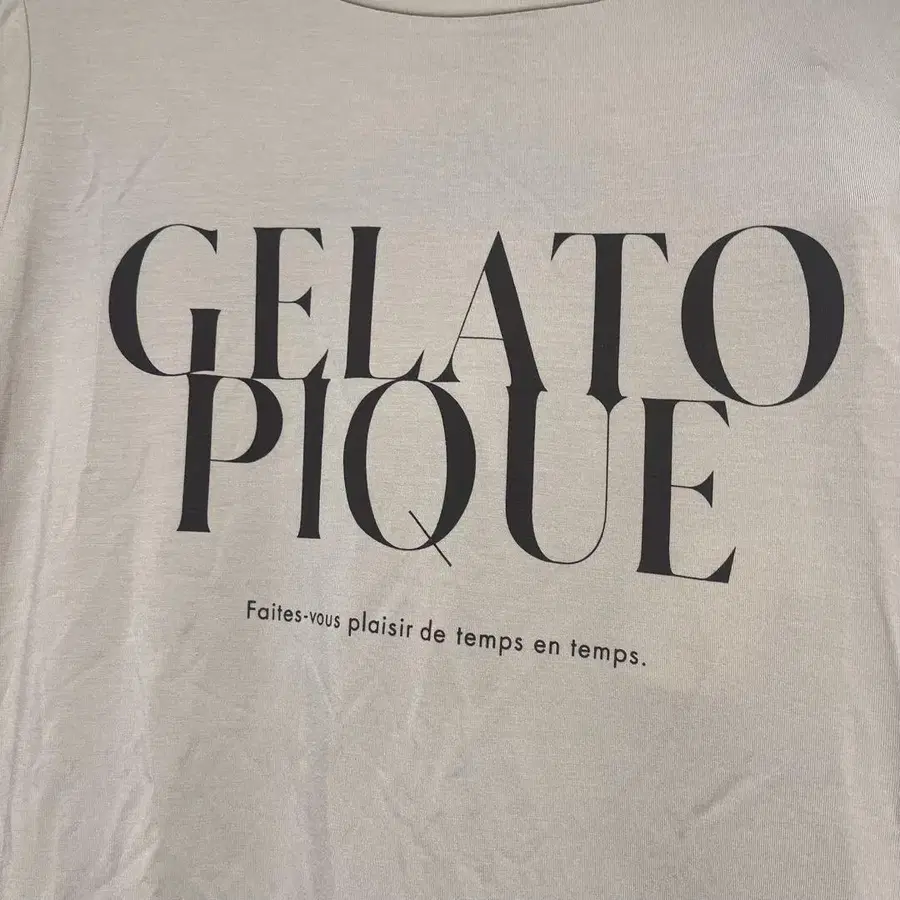 GELATO
PIQUE
Faites-vous plaisir de temps en temps.